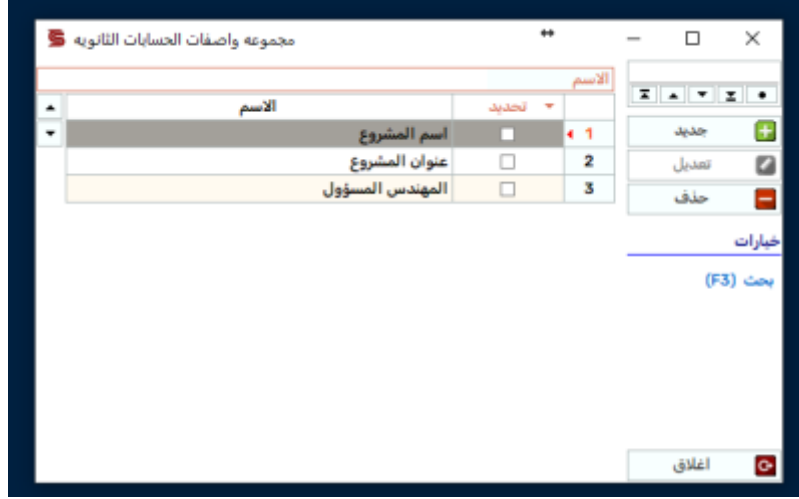 مجموعه واصفات الحسابات الثانويه
الاسم
تحديد الاسم
1 اسم المشروع
2 عنوان المشروع
3 المهندس المسؤول
جديد
تعديل
حذف
خيارات
بحث (F3)
اغلاق